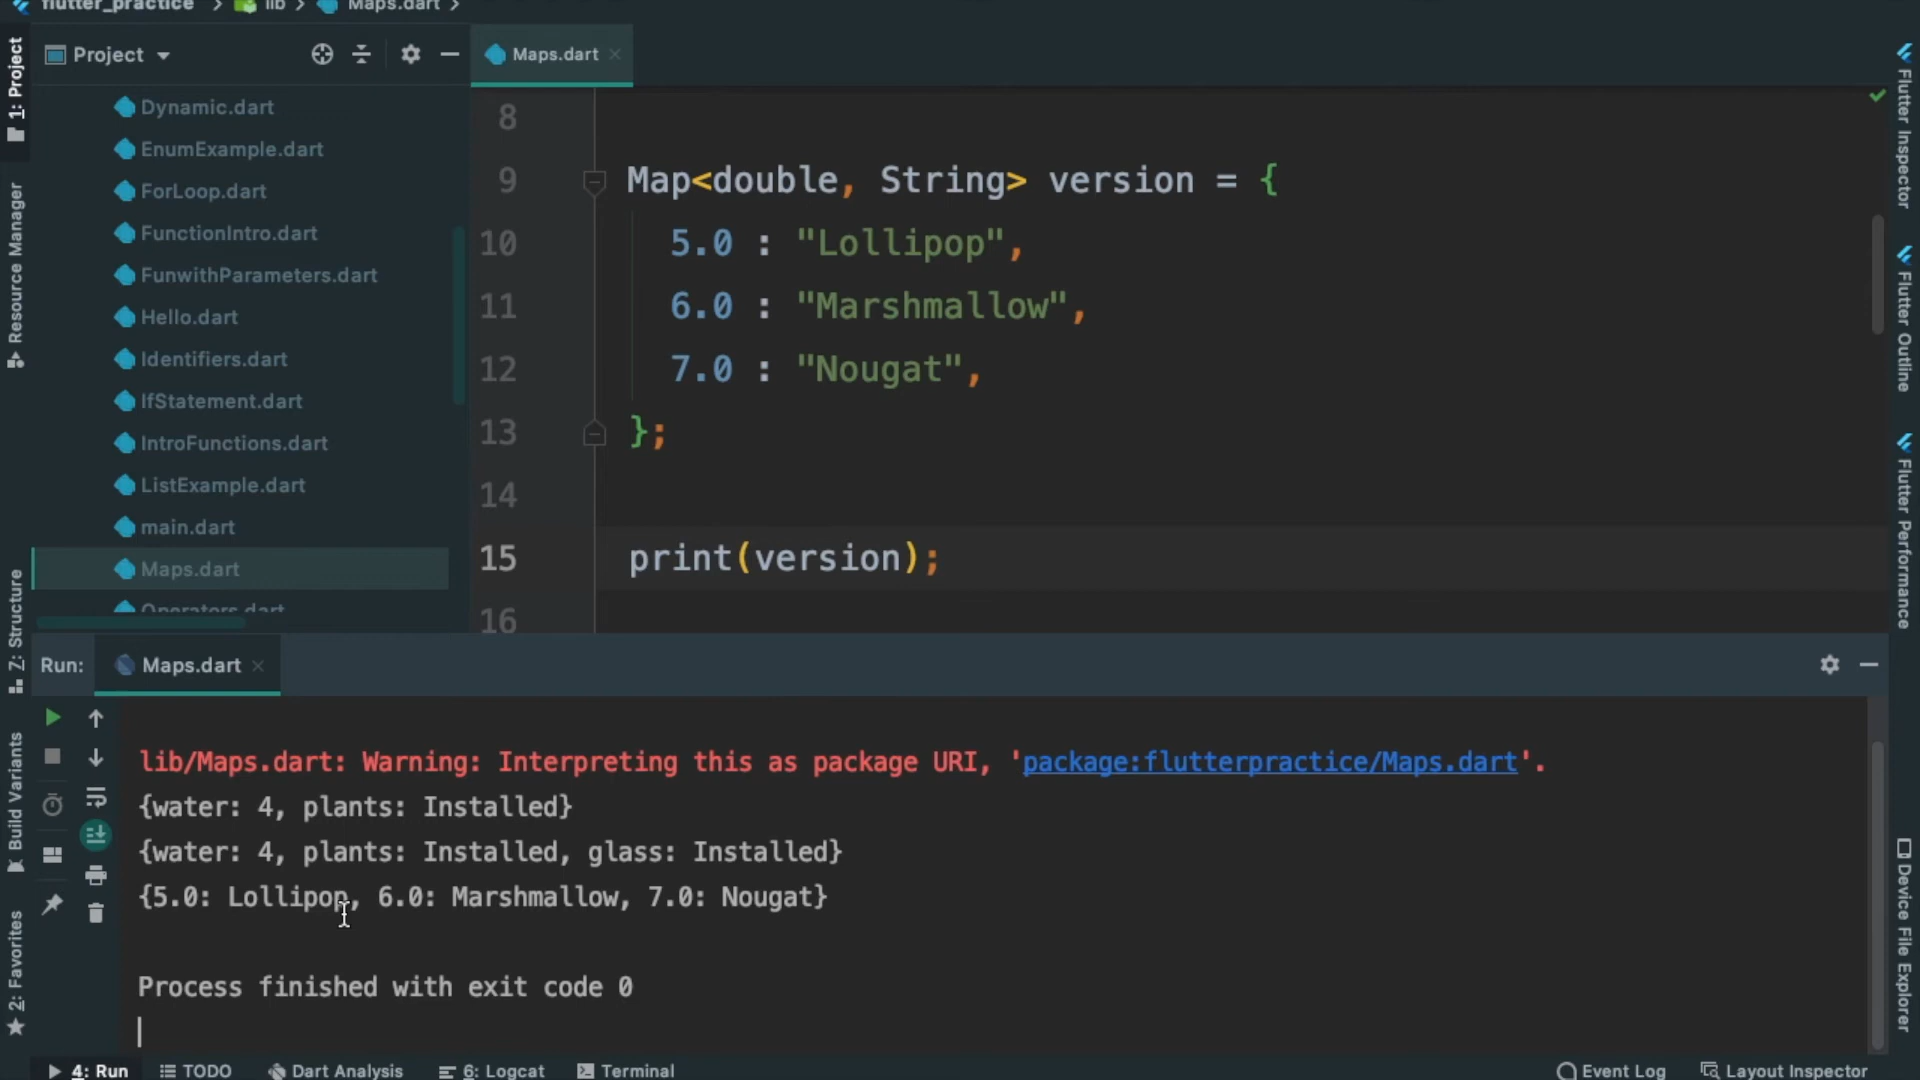 flutter_practice > lib > Maps.dart >
1: Project
Resource Manager
Z: Structure
Build Variants
2: Favorites
Project
Dynamic.dart
EnumExample.dart
ForLoop.dart
FunctionIntro.dart
FunwithParameters.dart
Hello.dart
Identifiers.dart
IfStatement.dart
IntroFunctions.dart
ListExample.dart
main.dart
Maps.dart
Operators.dart
Maps.dart
8
9 Map<double, String> version = {
10 5.0 : "Lollipop",
11 6.0 : "Marshmallow",
12 7.0 : "Nougat",
13 };
14
15 print(version);
16
Flutter Inspector
Flutter Outline
Flutter Performance
Device File Explorer
Run: Maps.dart
lib/Maps.dart: Warning: Interpreting this as package URI, 'package:flutterpractice/Maps.dart'.
{water: 4, plants: Installed}
{water: 4, plants: Installed, glass: Installed}
{5.0: Lollipop, 6.0: Marshmallow, 7.0: Nougat}
Process finished with exit code 0
4: Run TODO Dart Analysis 6: Logcat Terminal Event Log Layout Inspector